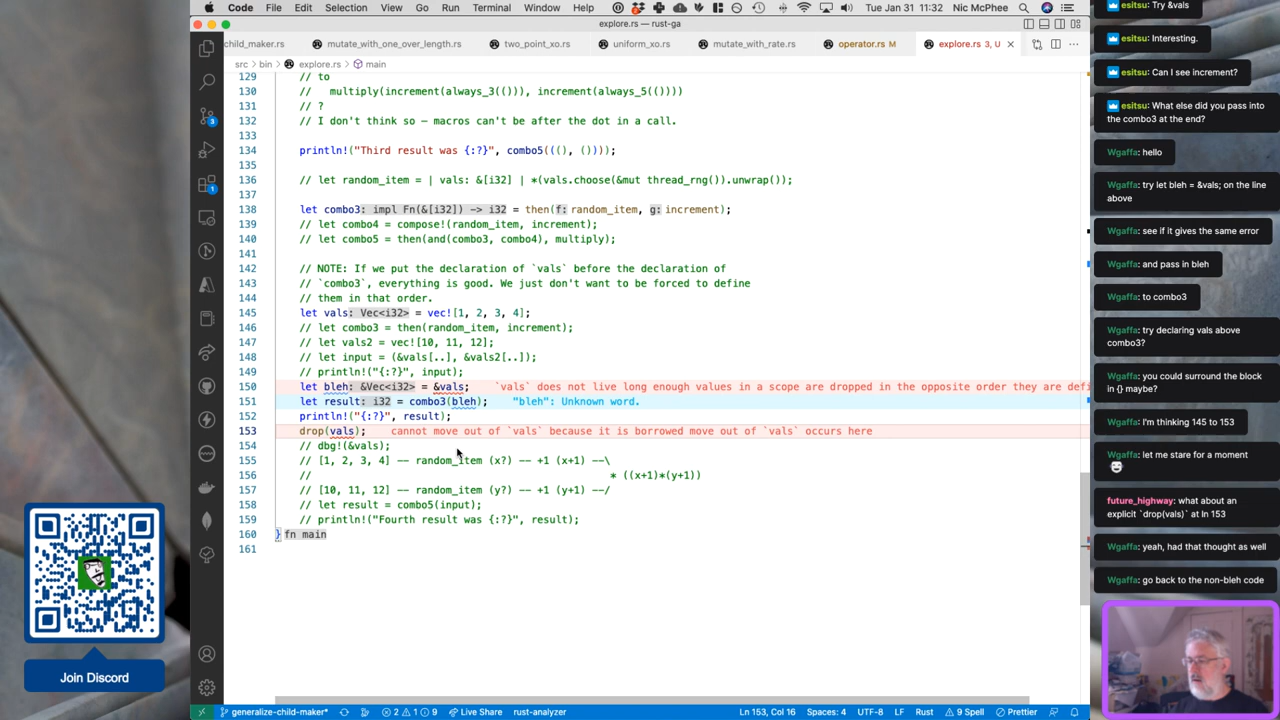 Code File Edit Selection View Go Run Terminal Window Help
Tue Jan 31 11:32 Nic McPhee
explore.rs — rust-ga
child_maker.rs mutate_with_one_over_length.rs two_point_xo.rs uniform_xo.rs mutate_with_rate.rs operator.rs M explore.rs 3, U
src > bin > explore.rs > main
129 // to
130 //   multiply(increment(always_3(())), increment(always_5(())))
131 // ?
132 // I don't think so — macros can't be after the dot in a call.
133
134 println!("Third result was {:?}", combo5(((), ())));
135
136 // let random_item = | vals: &[i32] | *(vals.choose(&mut thread_rng()).unwrap());
137
138 let combo3: impl Fn(&[i32]) -> i32 = then(f: random_item, g: increment);
139 // let combo4 = compose!(random_item, increment);
140 // let combo5 = then(and(combo3, combo4), multiply);
141
142 // NOTE: If we put the declaration of `vals` before the declaration of
143 // `combo3`, everything is good. We just don't want to be forced to define
144 // them in that order.
145 let vals: Vec<i32> = vec![1, 2, 3, 4];
146 // let combo3 = then(random_item, increment);
147 // let vals2 = vec![10, 11, 12];
148 // let input = (&vals[..], &vals2[..]);
149 // println!("{:?}", input);
150 let bleh: &Vec<i32> = &vals; `vals` does not live long enough values in a scope are dropped in the opposite order they are defi
151 let result: i32 = combo3(bleh); "bleh": Unknown word.
152 println!("{:?}", result);
153 drop(vals); cannot move out of `vals` because it is borrowed move out of `vals` occurs here
154 // dbg!(&vals);
155 // [1, 2, 3, 4] —— random_item (x?) —— +1 (x+1) ——\
156 //                                     * ((x+1)*(y+1))
157 // [10, 11, 12] —— random_item (y?) —— +1 (y+1) ——/
158 // let result = combo5(input);
159 // println!("Fourth result was {:?}", result);
160 } fn main
161
generalize-child-maker* 2 1 9 Live Share rust-analyzer Ln 153, Col 16 Spaces: 4 UTF-8 LF Rust 9 Spell Prettier
esitsu: Try &vals
esitsu: Interesting.
esitsu: Can I see increment?
esitsu: What else did you pass into
the combo3 at the end?
Wgaffa: hello
Wgaffa: try let bleh = &vals; on the line
above
Wgaffa: see if it gives the same error
Wgaffa: and pass in bleh
Wgaffa: to combo3
Wgaffa: try declaring vals above
combo3?
Wgaffa: you could surround the block
in {} maybe?
Wgaffa: I'm thinking 145 to 153
Wgaffa: let me stare for a moment
future_highway: what about an
explicit `drop(vals)` at ln 153
Wgaffa: yeah, had that thought as well
Wgaffa: go back to the non-bleh code
3
1
Join Discord